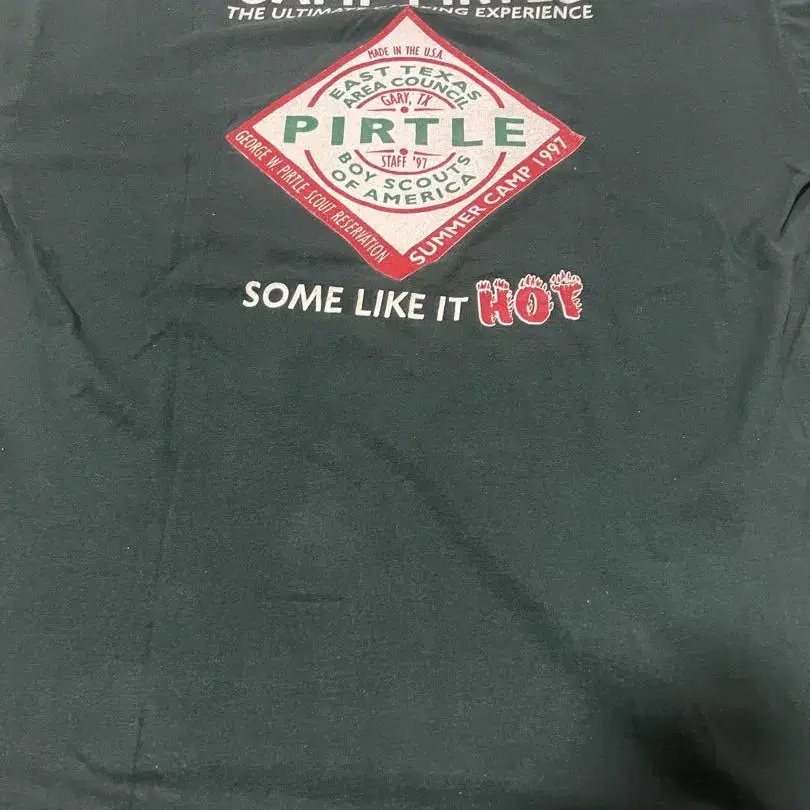 THE ULTIMATE EXPERIENCE
MADE IN THE U.S.A.
EAST TEXAS
AREA COUNCIL
GARY, TX
PIRTLE
STAFF '97
BOY SCOUTS
OF AMERICA
GEORGE W. PIRTLE SCOUT RESERVATION
SUMMER CAMP 1997
SOME LIKE IT HOT